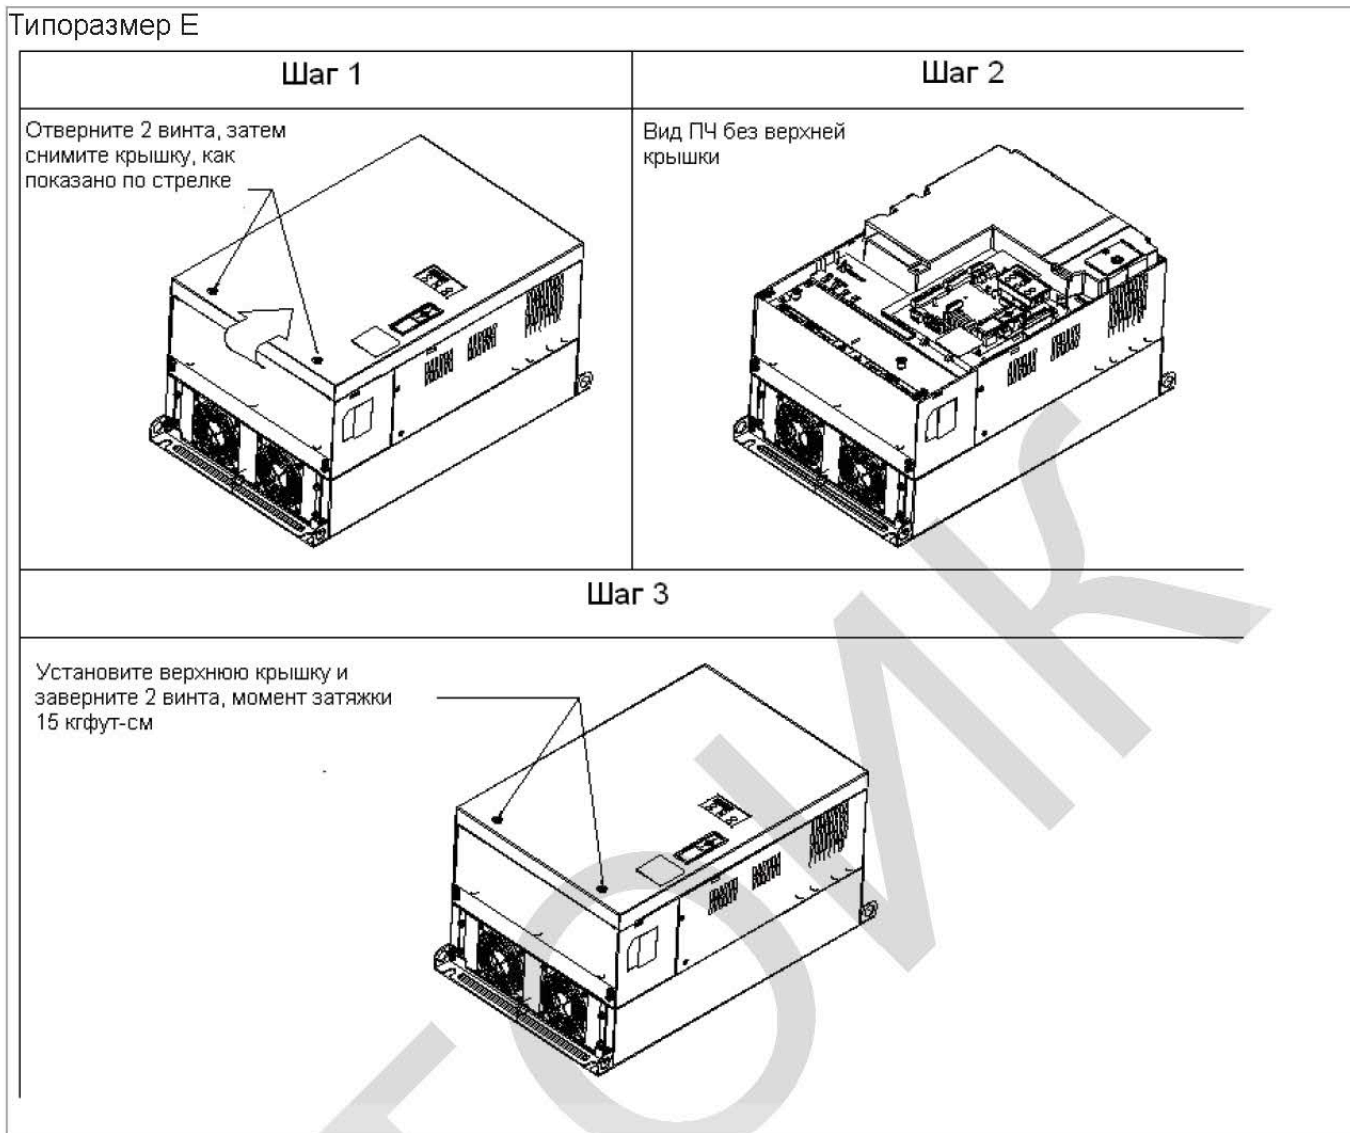 Типоразмер E
Шаг 1
Шаг 2
Отверните 2 винта, затем
снимите крышку, как
показано по стрелке
Вид ПЧ без верхней
крышки
Шаг 3
Установите верхнюю крышку и
заверните 2 винта, момент затяжки
15 кгфут-см
ТОИК